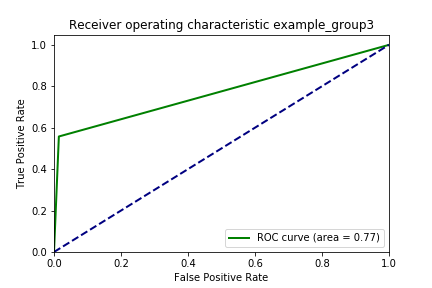 Receiver operating characteristic example_group3
True Positive Rate
1.0
0.8
0.6
0.4
0.2
0.0
ROC curve (area = 0.77)
0.0 0.2 0.4 0.6 0.8 1.0
False Positive Rate